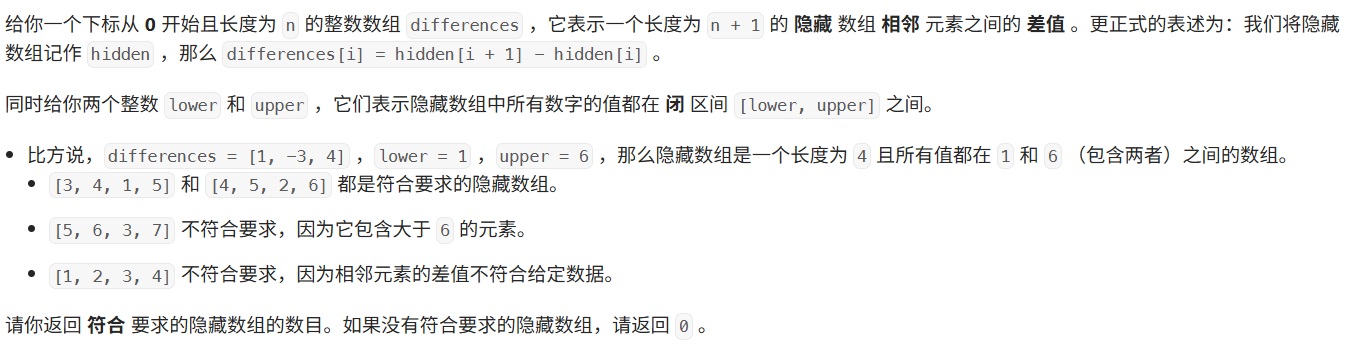 给你一个下标从 0 开始且长度为 n 的整数数组 differences ，它表示一个长度为 n + 1 的 隐藏 数组 相邻 元素之间的 差值 。更正式的表述为：我们将隐藏
数组记作 hidden ，那么 differences[i] = hidden[i + 1] - hidden[i] 。
同时给你两个整数 lower 和 upper ，它们表示隐藏数组中所有数字的值都在 闭 区间 [lower, upper] 之间。
• 比方说，differences = [1, -3, 4] ，lower = 1 ，upper = 6 ，那么隐藏数组是一个长度为 4 且所有值都在 1 和 6 （包含两者）之间的数组。
• [3, 4, 1, 5] 和 [4, 5, 2, 6] 都是符合要求的隐藏数组。
• [5, 6, 3, 7] 不符合要求，因为它包含大于 6 的元素。
• [1, 2, 3, 4] 不符合要求，因为相邻元素的差值不符合给定数据。
请你返回 符合 要求的隐藏数组的数目。如果没有符合要求的隐藏数组，请返回 0 。